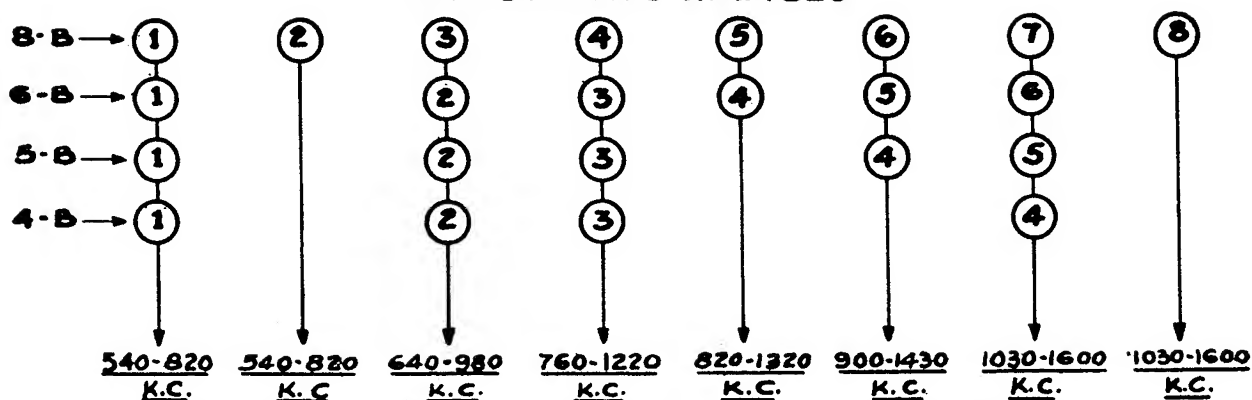 8-B 1 2 3 4 5 6 7 8
6-B 1 2 3 4 5 6
5-B 1 2 3 4 5
4-B 1 2 3 4
540-820 540-820 640-980 760-1220 820-1320 900-1430 1030-1600 1030-1600
K.C. K.C K.C. K.C. K.C. K.C. K.C. K.C.